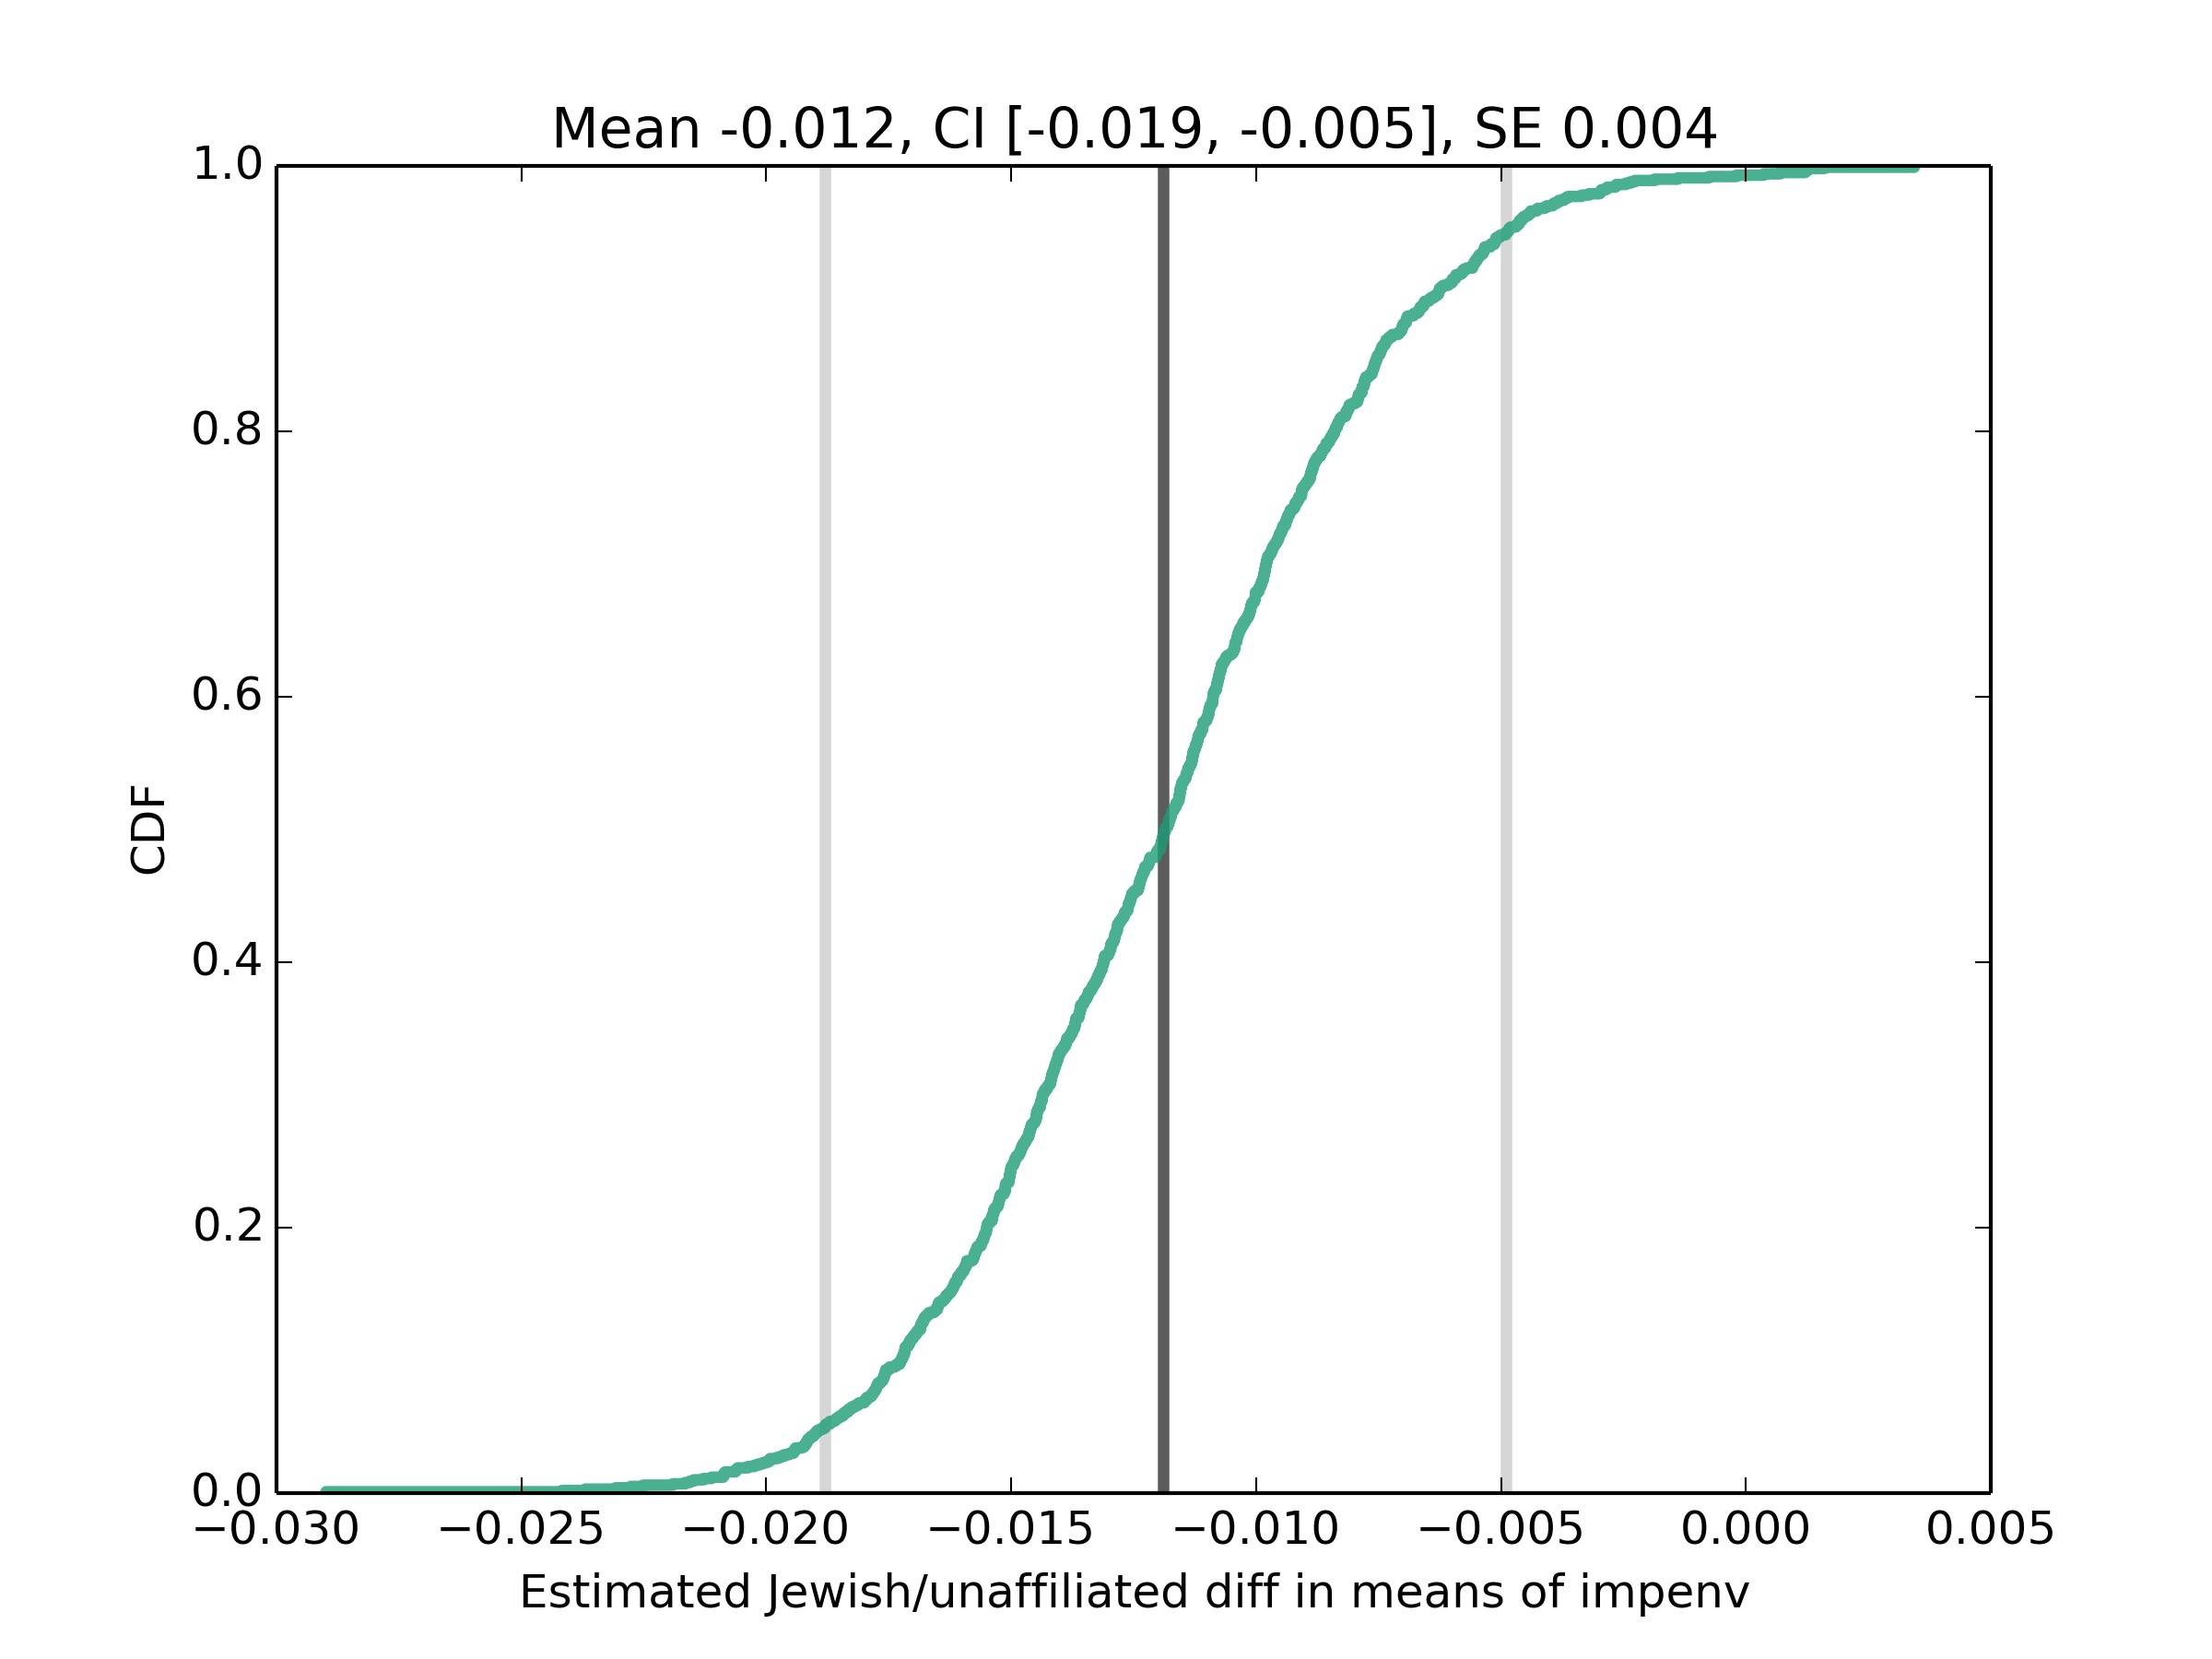 Mean -0.012, CI [-0.019, -0.005], SE 0.004
1.0
0.8
0.6
0.4
0.2
0.0
CDF
−0.030 −0.025 −0.020 −0.015 −0.010 −0.005 0.000 0.005
Estimated Jewish/unaffiliated diff in means of impenv